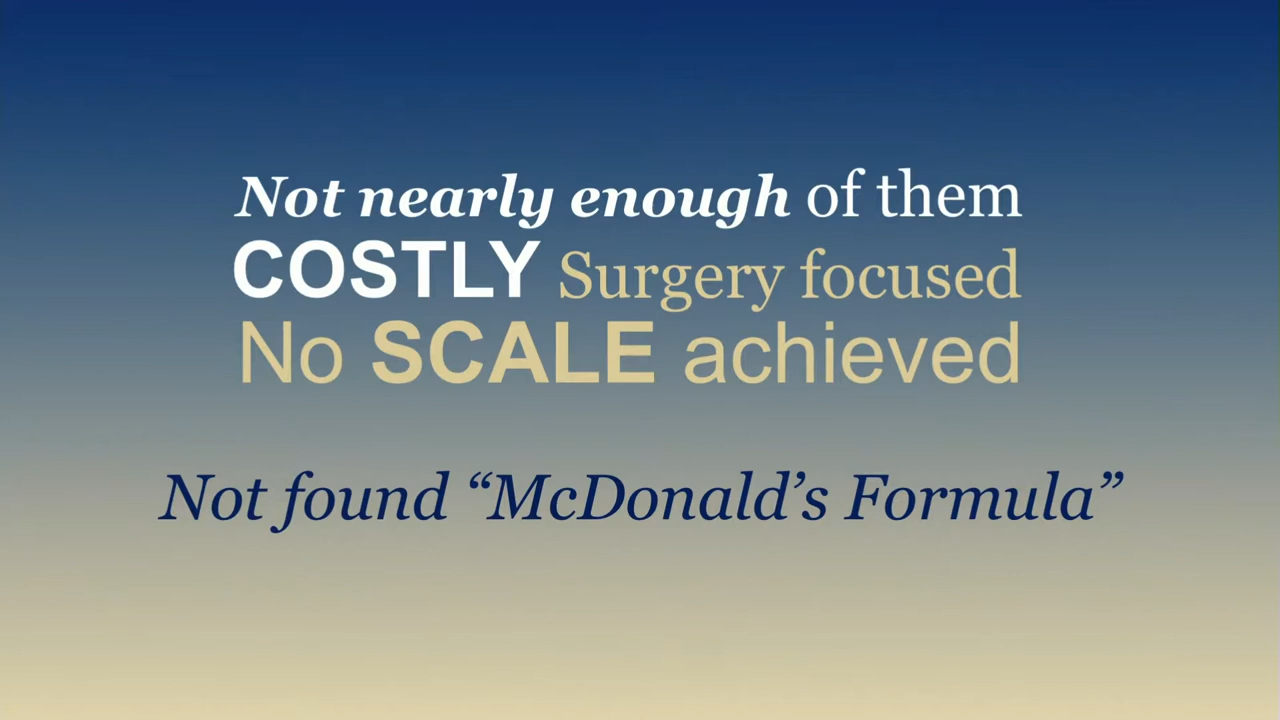 Not nearly enough of them
COSTLY Surgery focused
No SCALE achieved
Not found “McDonald’s Formula”